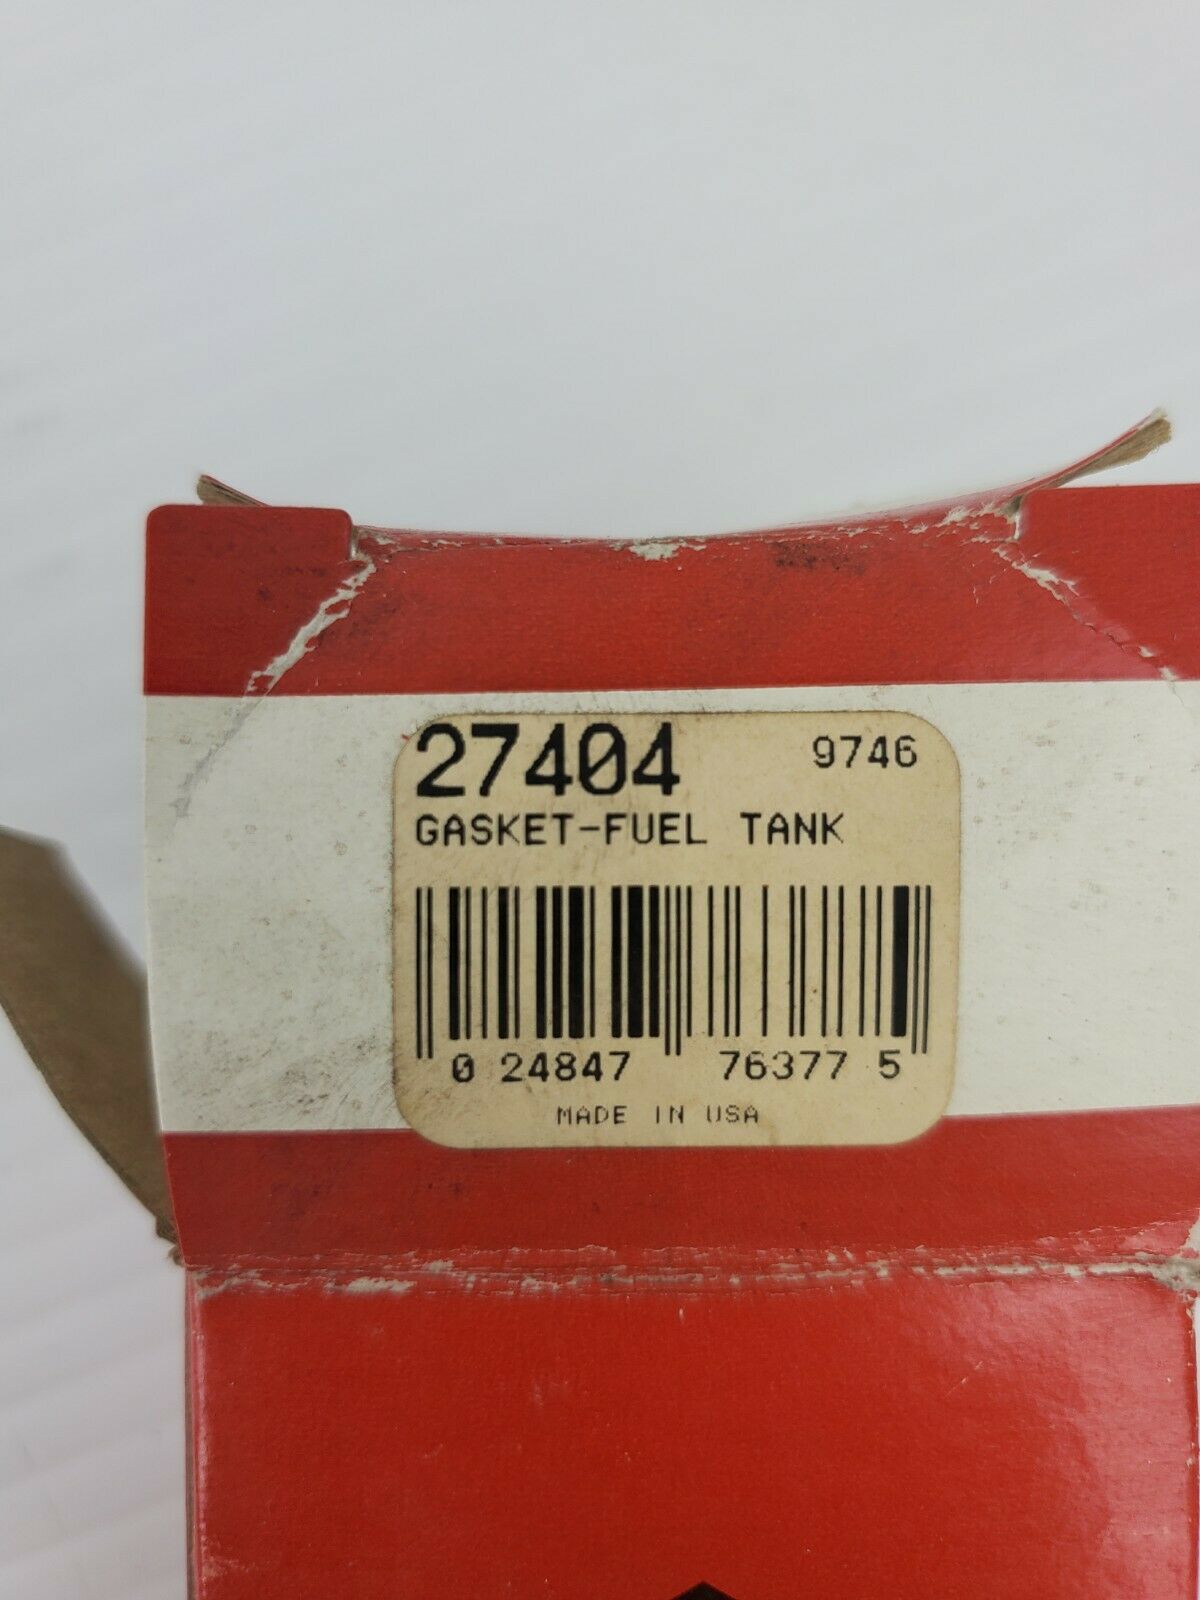 27404 9746
GASKET-FUEL TANK
0 24847 76377 5
MADE IN USA